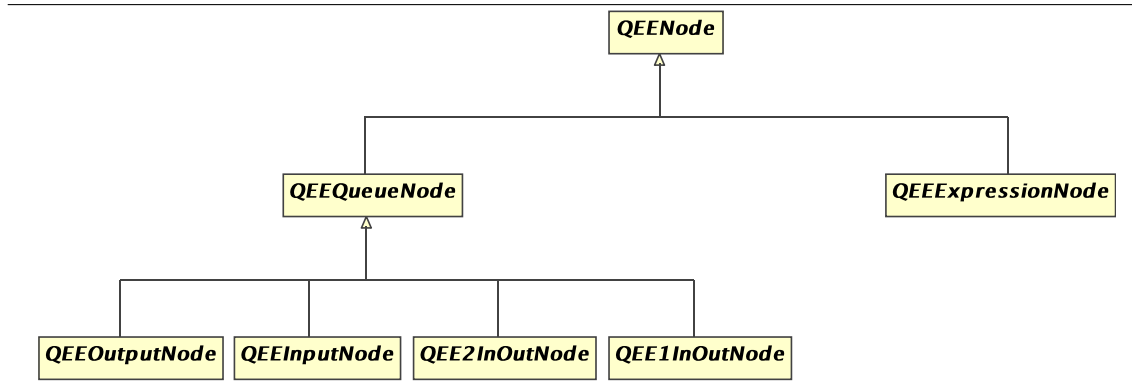 QEENode
QEEQueueNode
QEEExpressionNode
QEEOutputNode
QEEInputNode
QEE2InOutNode
QEE1InOutNode